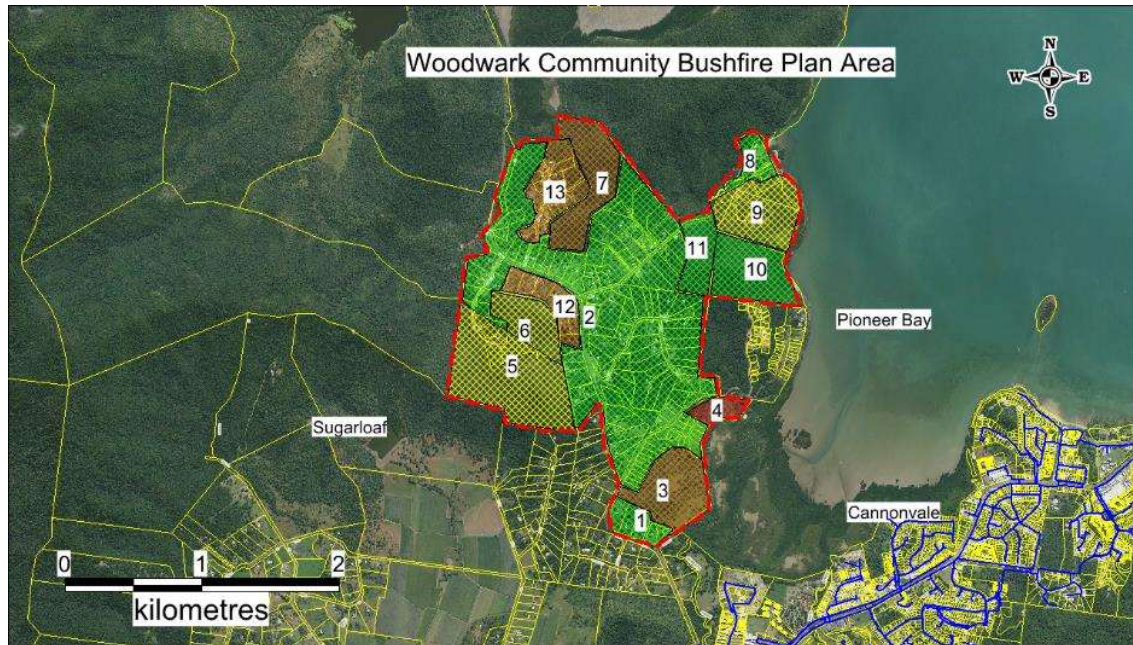 Woodwark Community Bushfire Plan Area
N
W E
S
8
13
7
9
11
10
12
2
6
Pioneer Bay
5
4
Sugarloaf
3
Cannonvale
1
0 1 2
kilometres